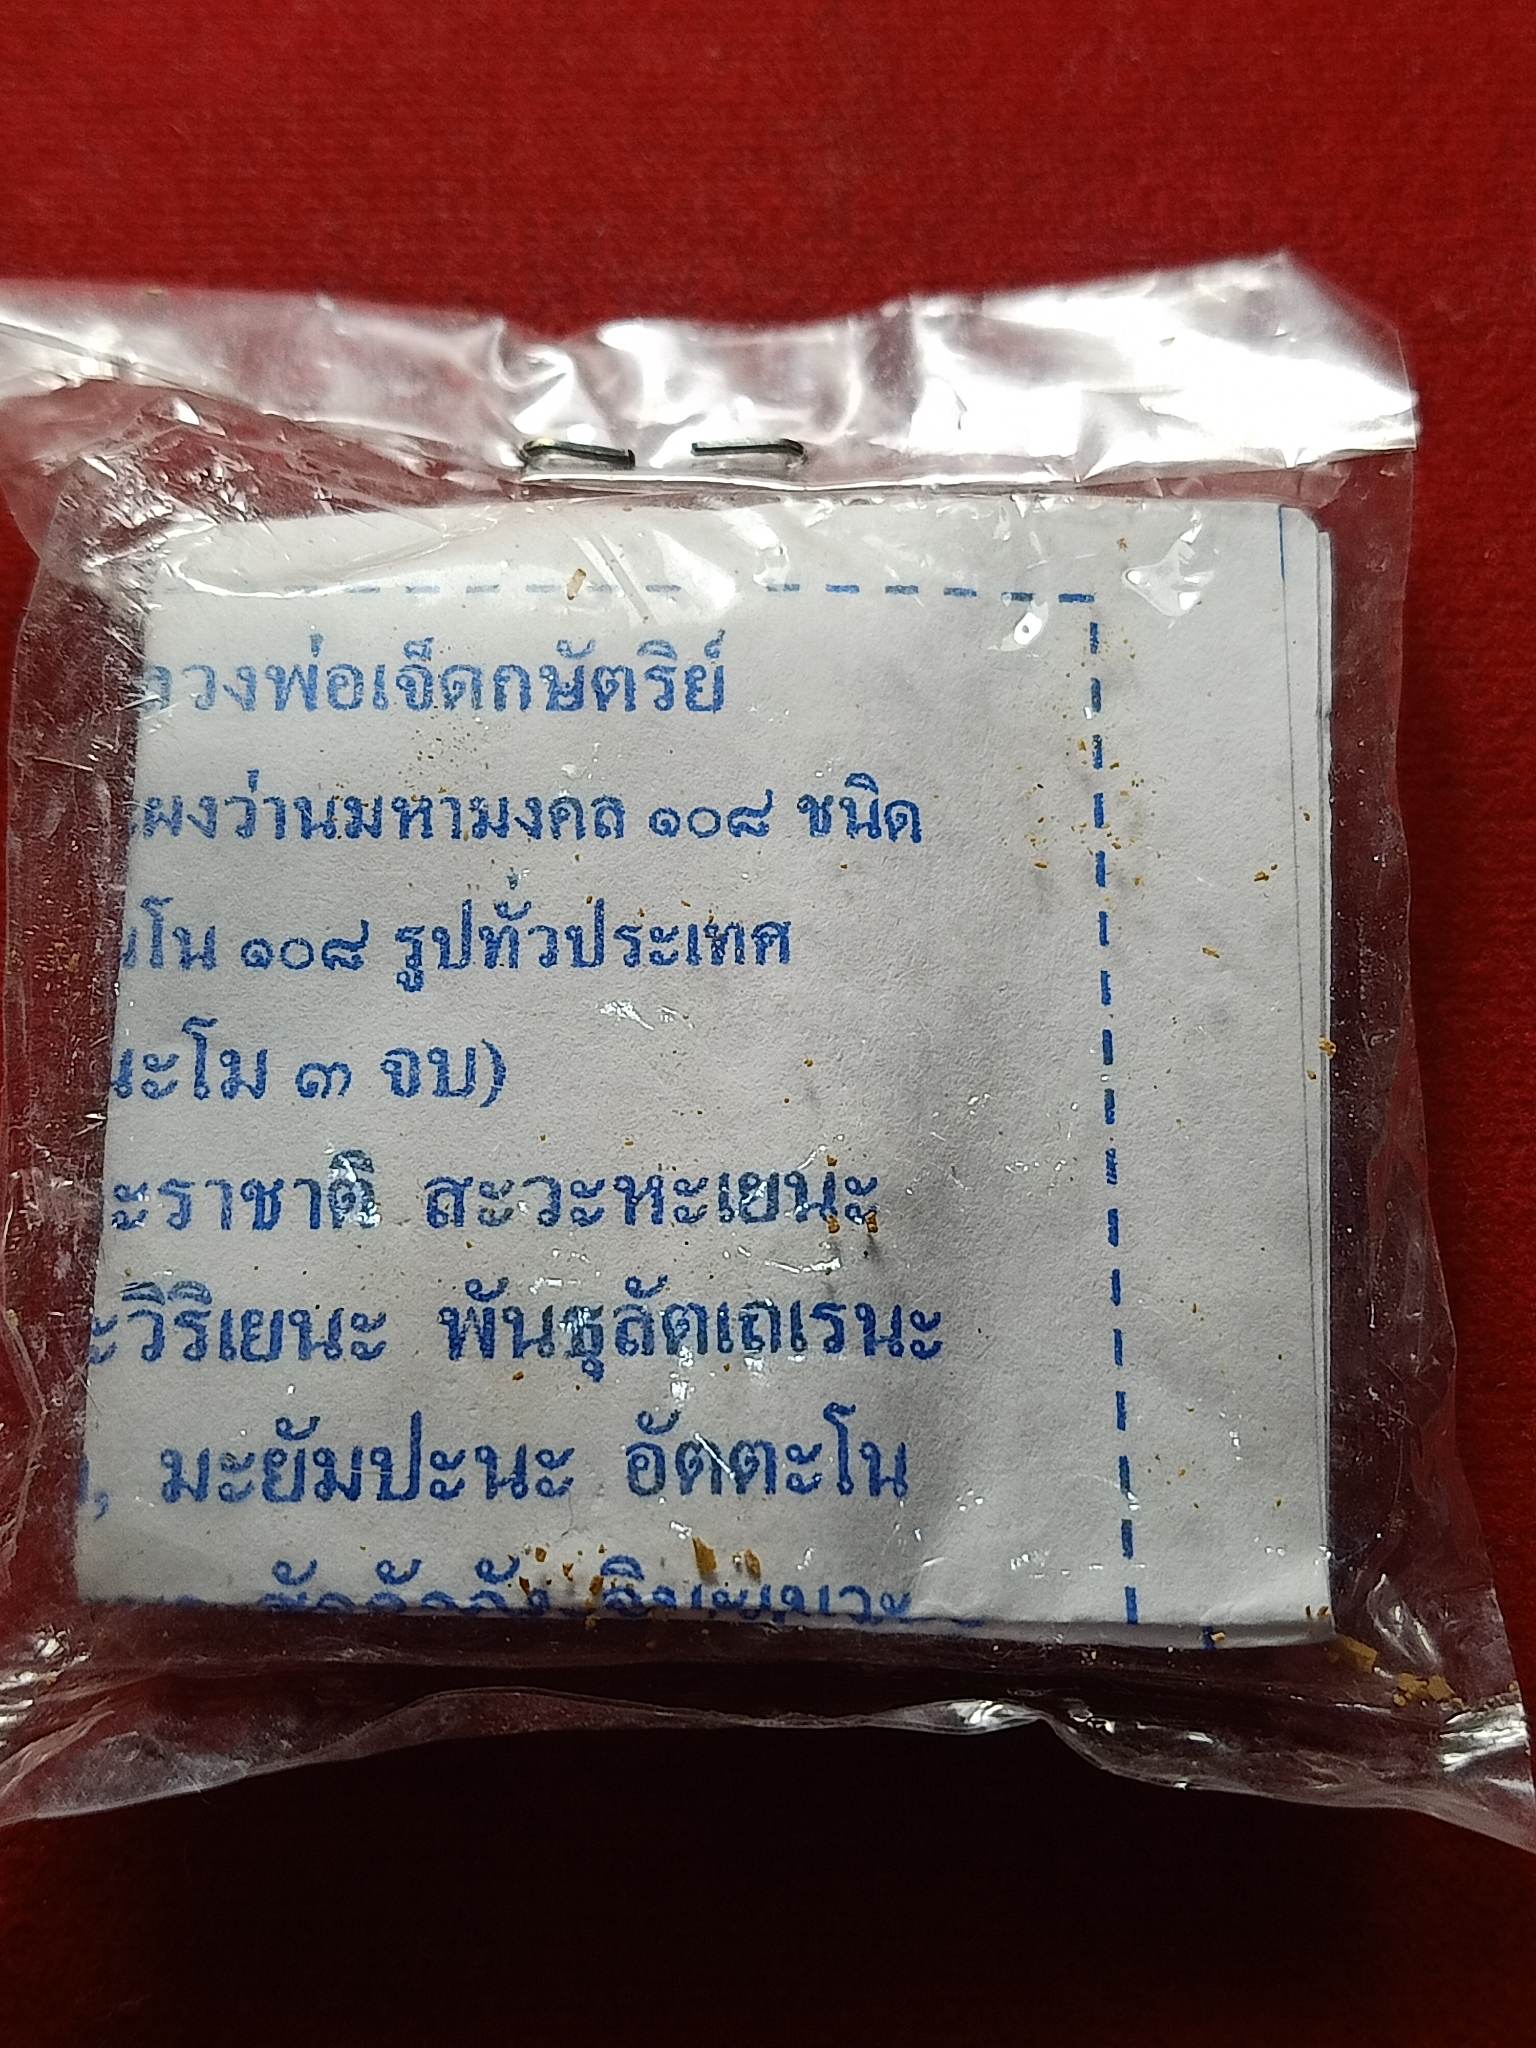 ลวงพ่อเจ็ดกษัตริย์
ผงว่านมหามงคล ๑๐๘ ชนิด
นโน ๑๐๘ รูปทั่วประเทศ
นะโม ๓ จบ)
ะราชาติ สะวะหะเยนะ
ะวิริเยนะ พันธุลัตเถเรนะ
, มะยัมปะนะ อัตตะโน